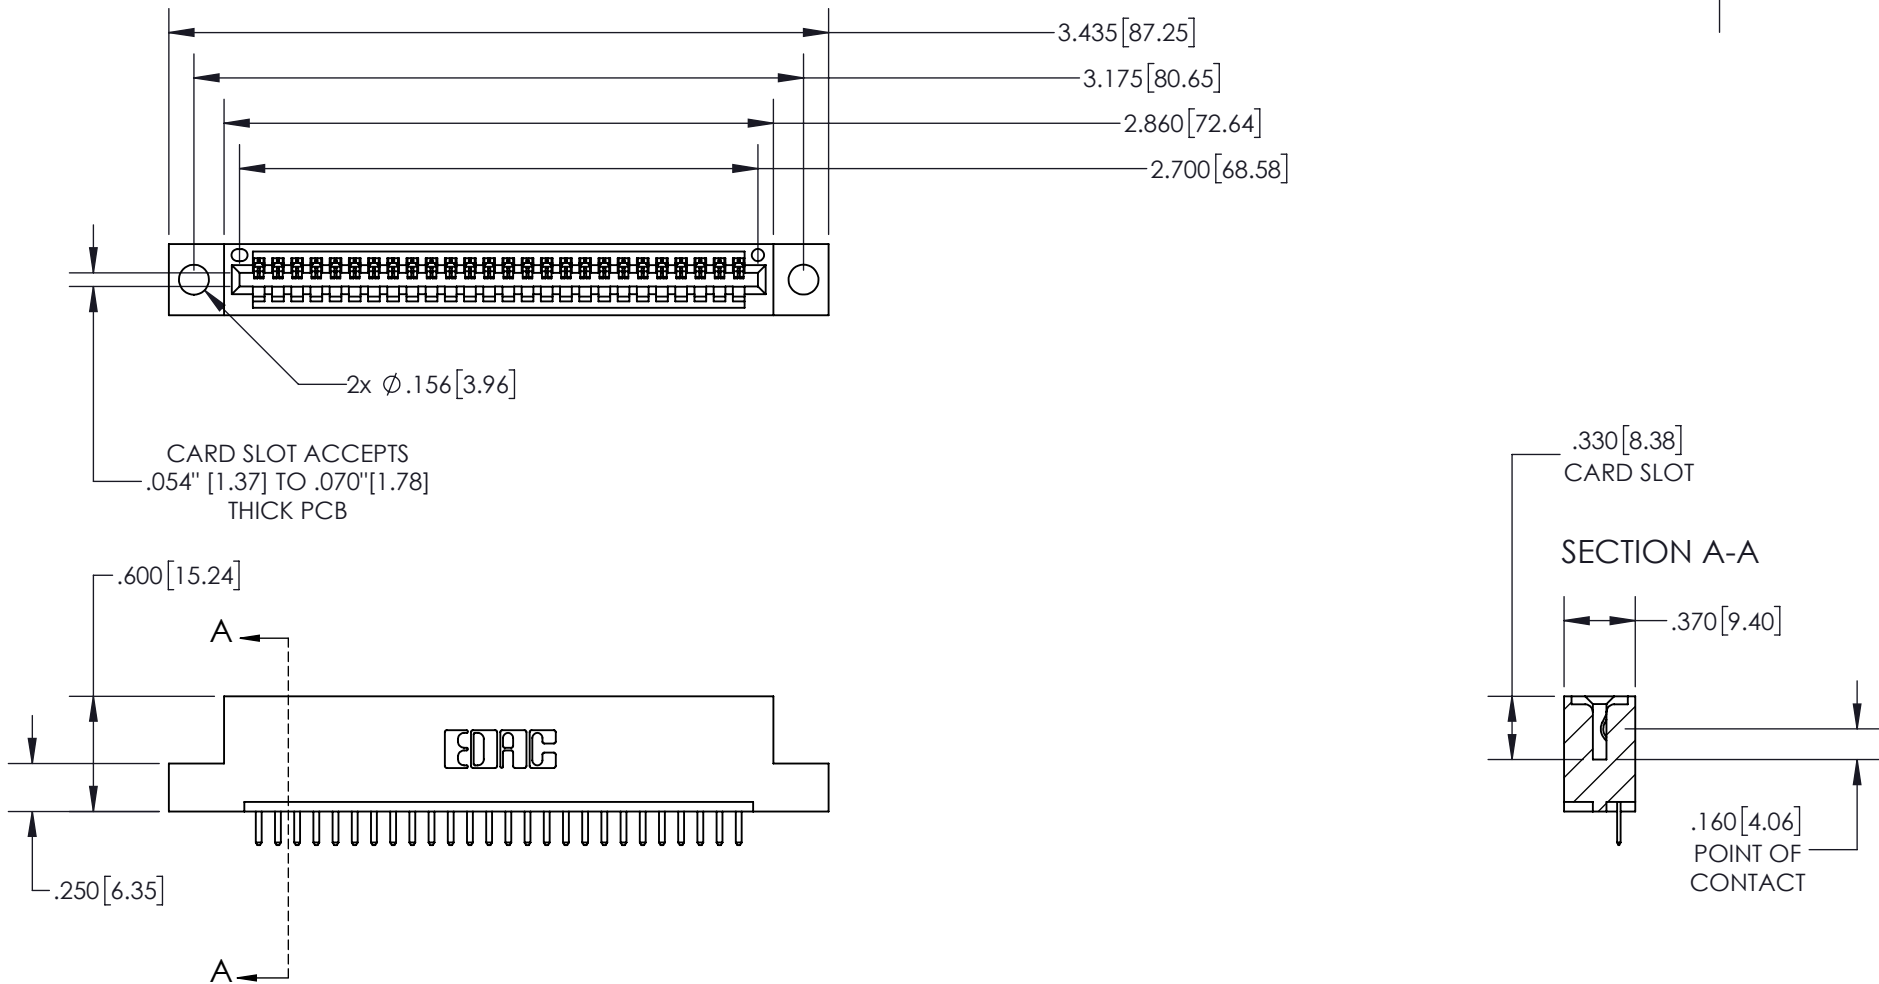 3.435[87.25]
3.175[80.65]
2.860[72.64]
2.700[68.58]
2x ∅.156[3.96]
CARD SLOT ACCEPTS
.054" [1.37] TO .070"[1.78]
THICK PCB
.330[8.38]
CARD SLOT
SECTION A-A
.600[15.24]
.370[9.40]
A
EDAC
.160[4.06]
POINT OF
CONTACT
.250[6.35]
A